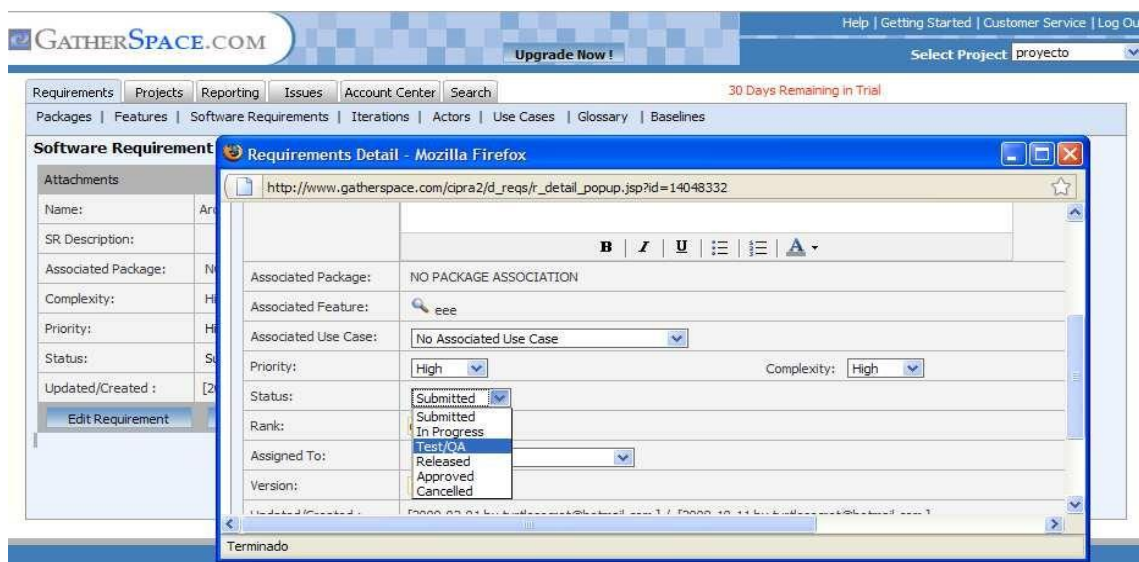 Help | Getting Started | Customer Service | Log Ou
GATHERSPACE.COM
Upgrade Now !
Select Project proyecto
Requirements Projects Reporting Issues Account Center Search
30 Days Remaining in Trial
Packages | Features | Software Requirements | Iterations | Actors | Use Cases | Glossary | Baselines
Software Requirement
Attachments
Name:
SR Description:
Associated Package:
Complexity:
Priority:
Status:
Updated/Created :
Edit Requirement
Requirements Detail - Mozilla Firefox
http://www.gatherspace.com/cipra2/d_reqs/r_detail_popup.jsp?id=14048332
B | I | U | A
Associated Package: NO PACKAGE ASSOCIATION
Associated Feature: eee
Associated Use Case: No Associated Use Case
Priority: High Complexity: High
Status: Submitted
Submitted
In Progress
Test/QA
Released
Approved
Cancelled
Rank:
Assigned To:
Version:
Terminado